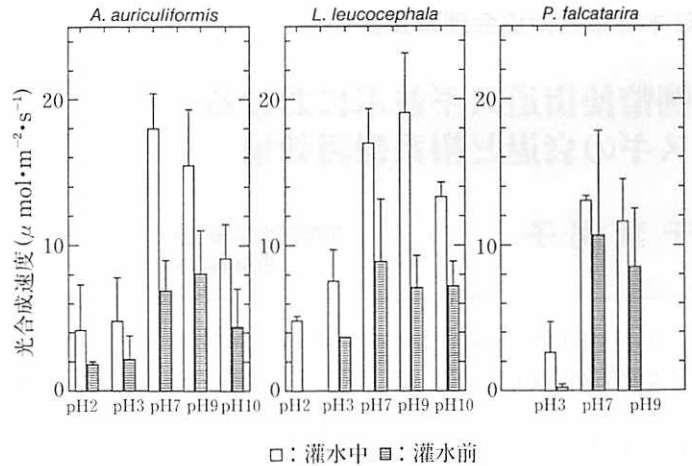 A. auriculiformis
L. leucocephala
P. falcatarira
光合成速度(μ mol・m⁻²・s⁻¹)
20
10
0
20
10
0
20
10
0
pH2 pH3 pH7 pH9 pH10
pH2 pH3 pH7 pH9 pH10
pH3 pH7 pH9
□:灌水中 ▤:灌水前